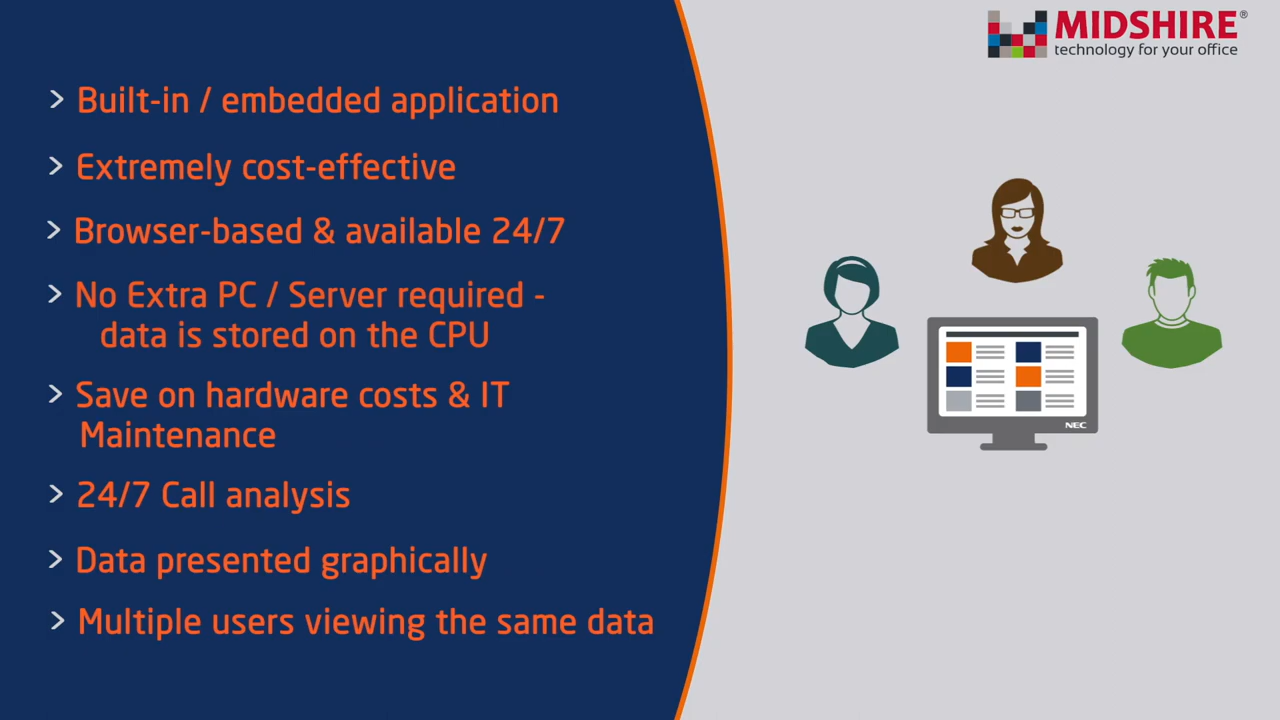 MIDSHIRE®
technology for your office
> Built-in / embedded application
> Extremely cost-effective
> Browser-based & available 24/7
> No Extra PC / Server required -
data is stored on the CPU
> Save on hardware costs & IT
Maintenance
> 24/7 Call analysis
> Data presented graphically
> Multiple users viewing the same data
NEC